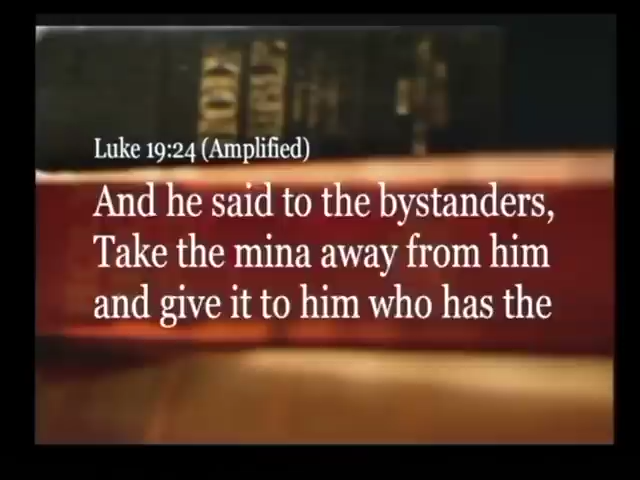 Luke 19:24 (Amplified)
And he said to the bystanders,
Take the mina away from him
and give it to him who has the